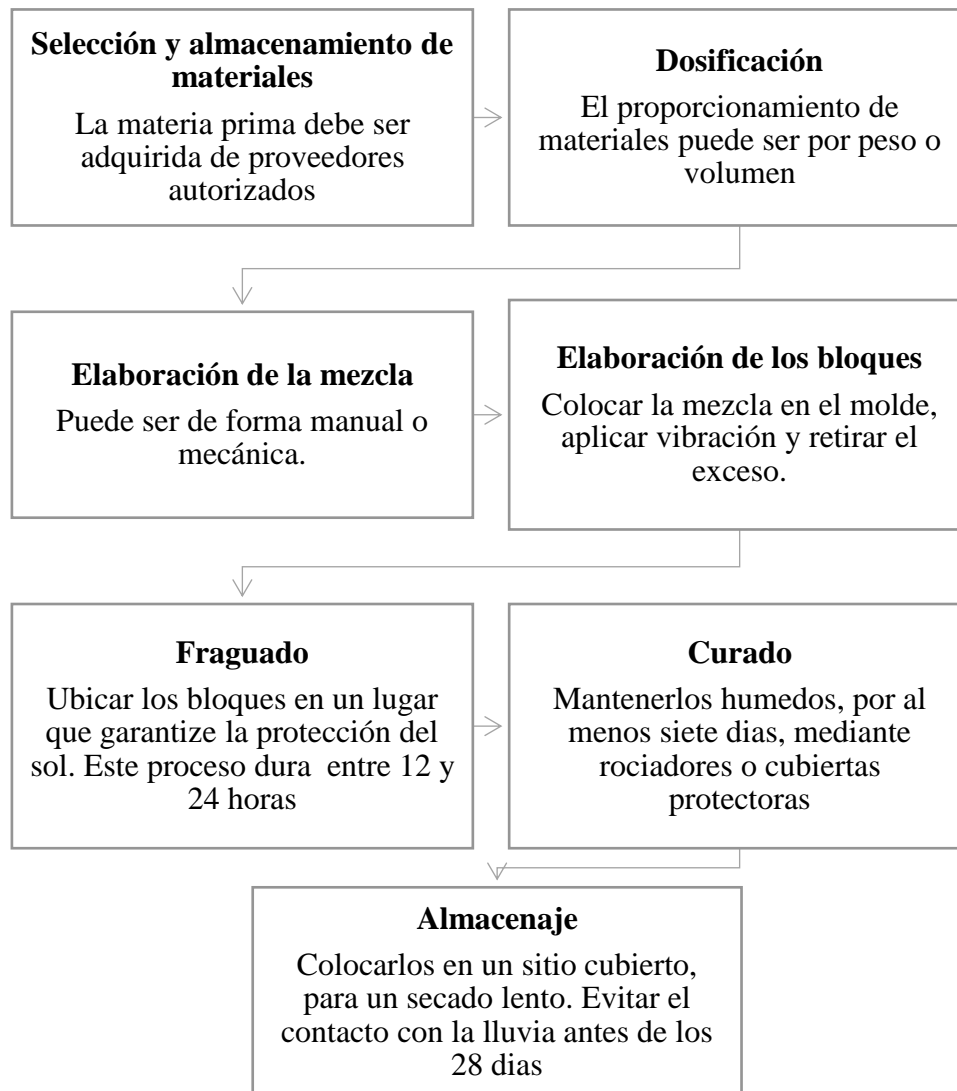 Selección y almacenamiento de
materiales
La materia prima debe ser
adquirida de proveedores
autorizados
Dosificación
El proporcionamiento de
materiales puede ser por peso o
volumen
Elaboración de la mezcla
Puede ser de forma manual o
mecánica.
Elaboración de los bloques
Colocar la mezcla en el molde,
aplicar vibración y retirar el
exceso.
Fraguado
Ubicar los bloques en un lugar
que garantize la protección del
sol. Este proceso dura  entre 12 y
24 horas
Curado
Mantenerlos humedos, por al
menos siete dias, mediante
rociadores o cubiertas
protectoras
Almacenaje
Colocarlos en un sitio cubierto,
para un secado lento. Evitar el
contacto con la lluvia antes de los
28 dias